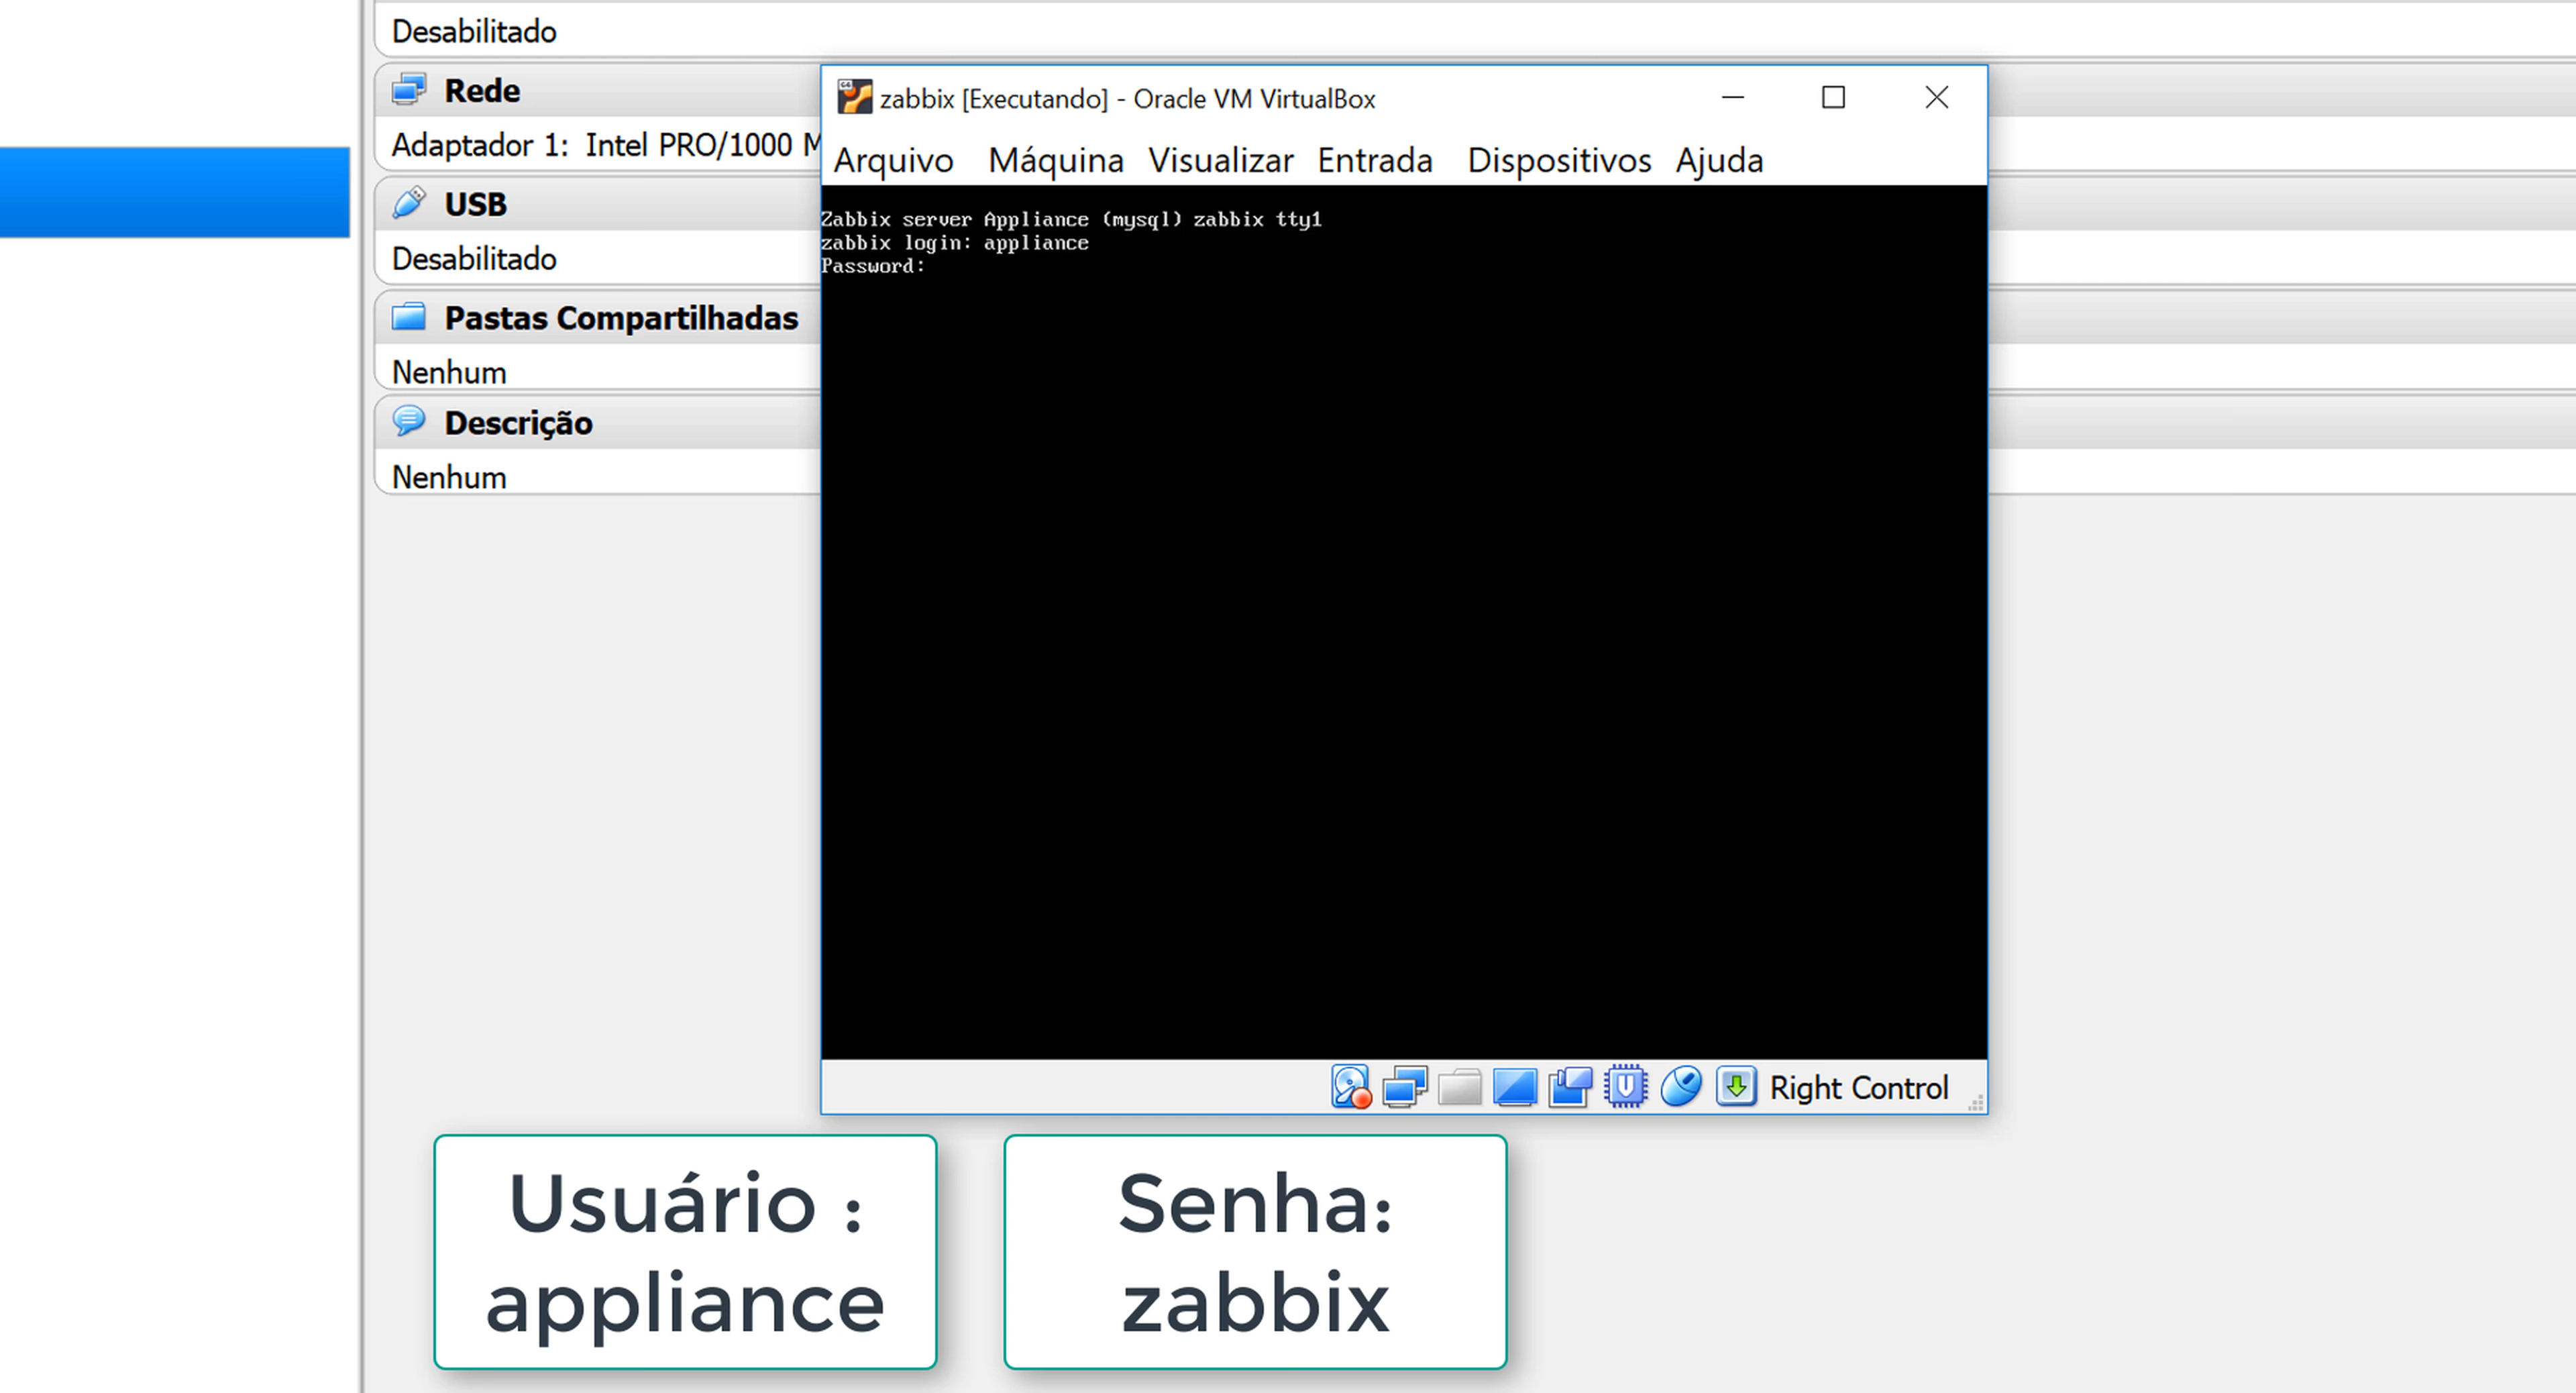 Desabilitado
Rede
Adaptador 1: Intel PRO/1000 M
USB
Desabilitado
Pastas Compartilhadas
Nenhum
Descrição
Nenhum
zabbix [Executando] - Oracle VM VirtualBox
Arquivo Máquina Visualizar Entrada Dispositivos Ajuda
Zabbix server Appliance (mysql) zabbix tty1
zabbix login: appliance
Password:
Right Control
Usuário :
appliance
Senha:
zabbix